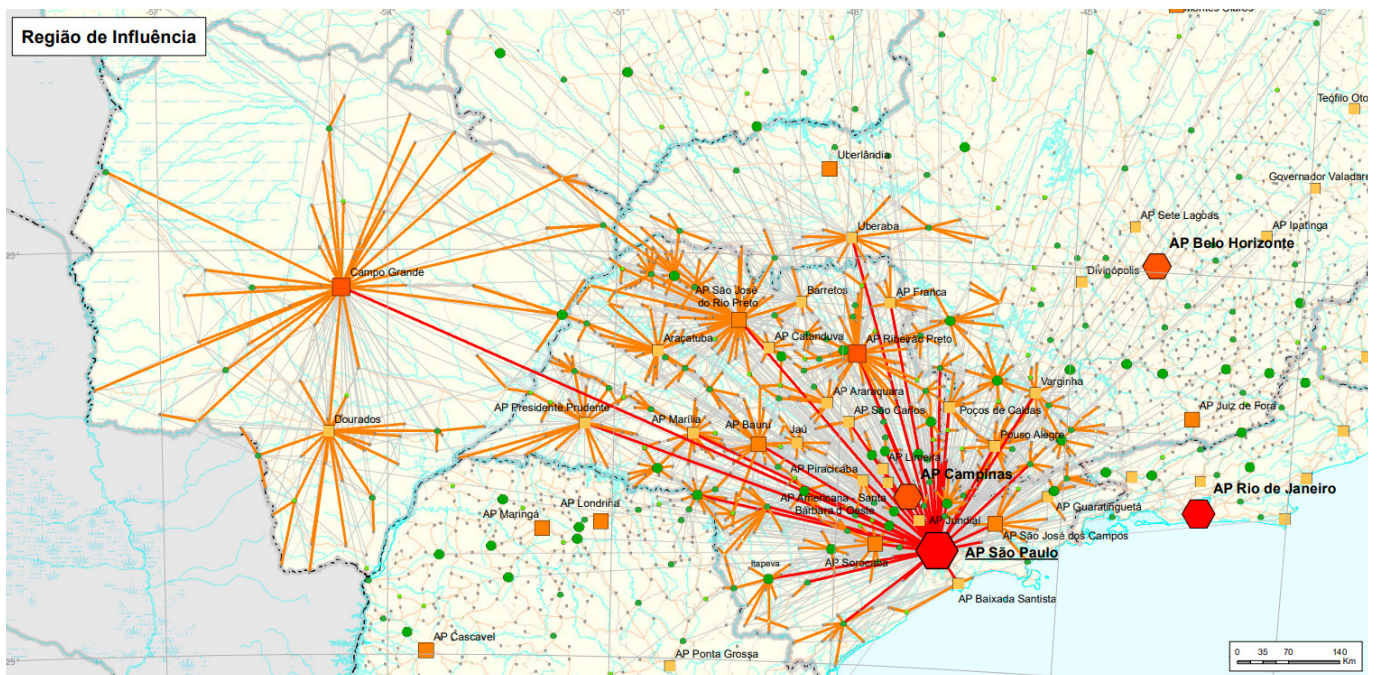 -57
-54
-51
-48
-45
-42
Montes Claros
Região de Influência
Teófilo Oto
Uberlândia
Governador Valadare
AP Sete Lagoas
Uberaba
AP Ipatinga
AP Belo Horizonte
20°
Divinópolis
Campo Grande
AP São José
do Rio Preto
Barretos
AP Franca
Araçatuba
AP Catanduva
AP Ribeirão Preto
Varginha
AP Araraquara
AP Presidente Prudente
AP São Carlos
Poços de Caldas
AP Juiz de Fora
Dourados
AP Marília
AP Bauru
Jaú
Pouso Alegre
AP Limeira
AP Piracicaba
AP Campinas
AP Rio de Janeiro
AP Londrina
AP Americana - Santa
Bárbara d'Oeste
AP Guaratinguetá
AP Maringá
AP Jundiaí
AP São José dos Campos
AP São Paulo
Itapeva
AP Sorocaba
AP Baixada Santista
AP Cascavel
AP Ponta Grossa
25°
0 35 70 140
Km